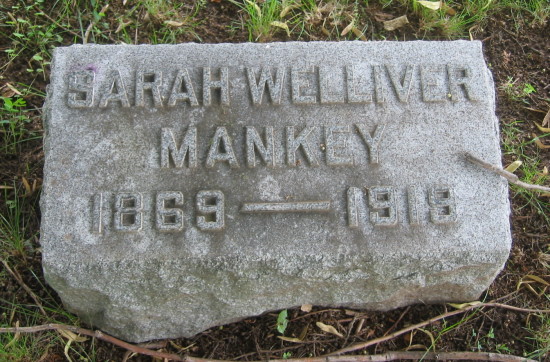 SARAH WELLIVER
MANKEY
1869 — 1918